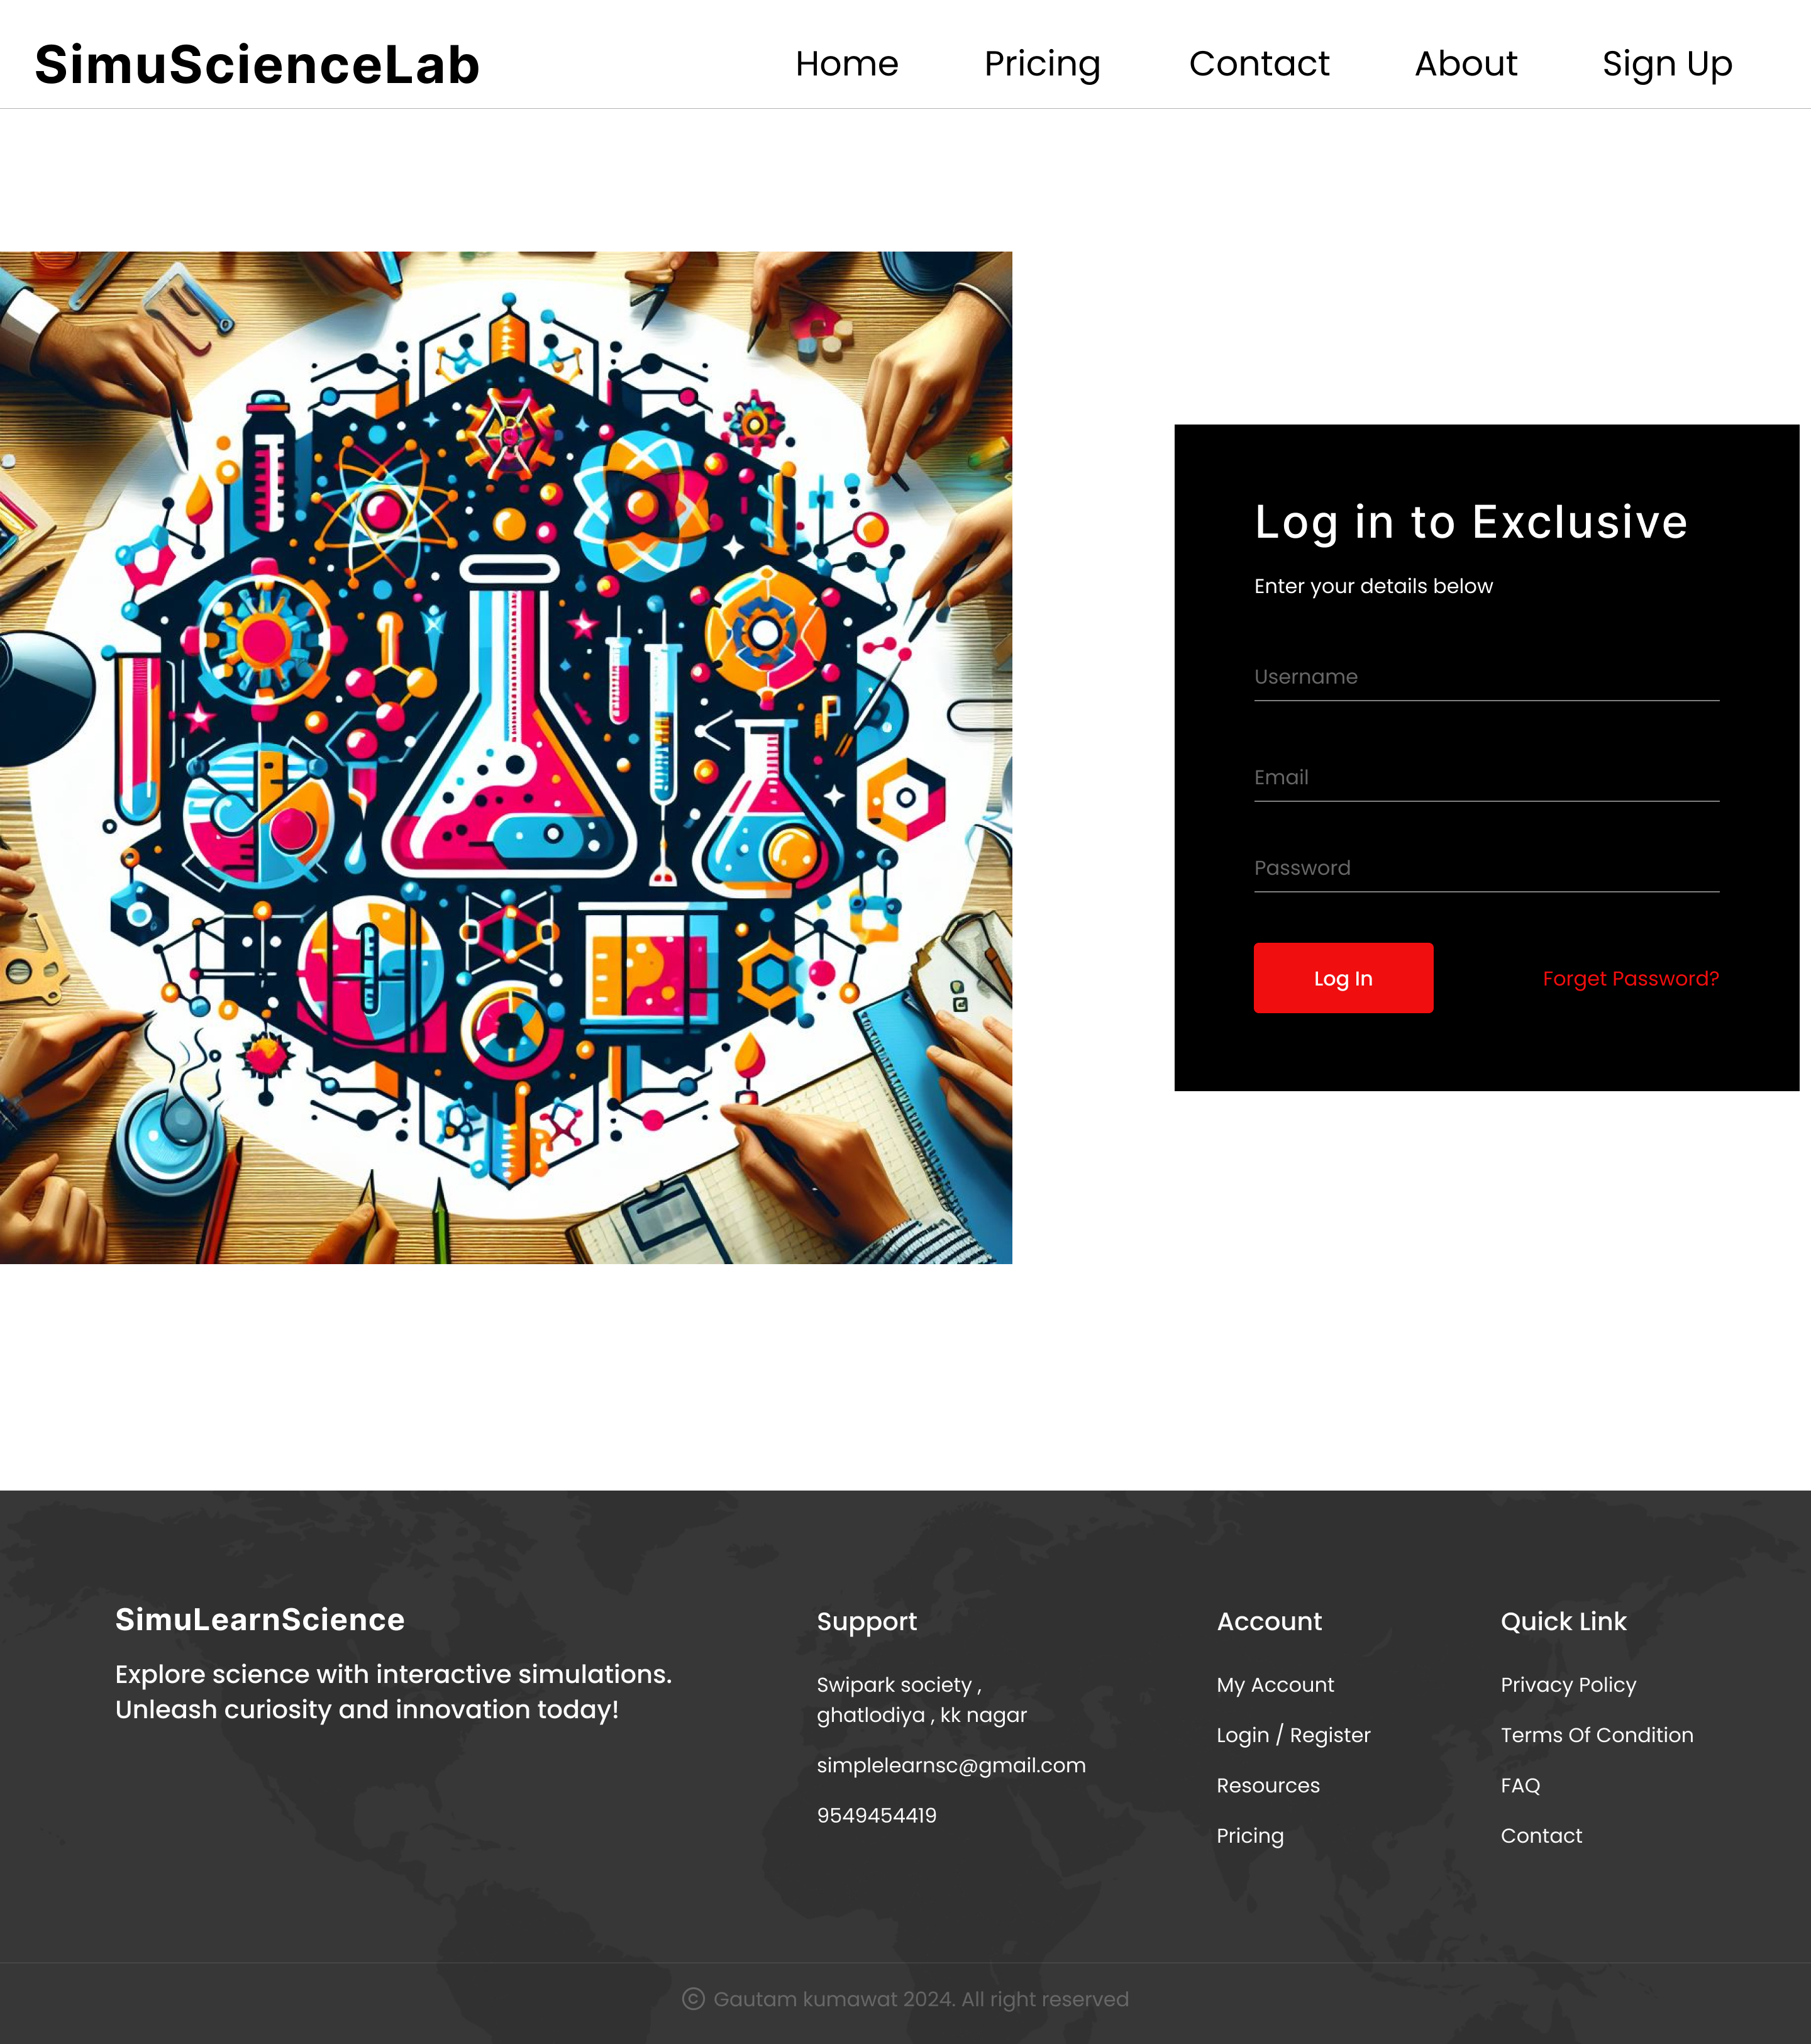 SimuScienceLab
Home Pricing Contact About Sign Up
Log in to Exclusive
Enter your details below
Username
Email
Password
Log In Forget Password?
SimuLearnScience
Explore science with interactive simulations.
Unleash curiosity and innovation today!
Support
Swipark society ,
ghatlodiya , kk nagar
simplelearnsc@gmail.com
9549454419
Account
My Account
Login / Register
Resources
Pricing
Quick Link
Privacy Policy
Terms Of Condition
FAQ
Contact
© Gautam kumawat 2024. All right reserved